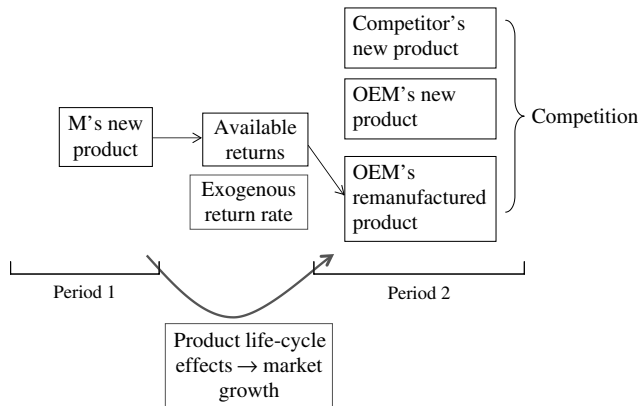 Competitor's
new product
OEM's new
product
Competition
M's new
product
Available
returns
Exogenous
return rate
OEM's
remanufactured
product
Period 1
Period 2
Product life-cycle
effects → market
growth